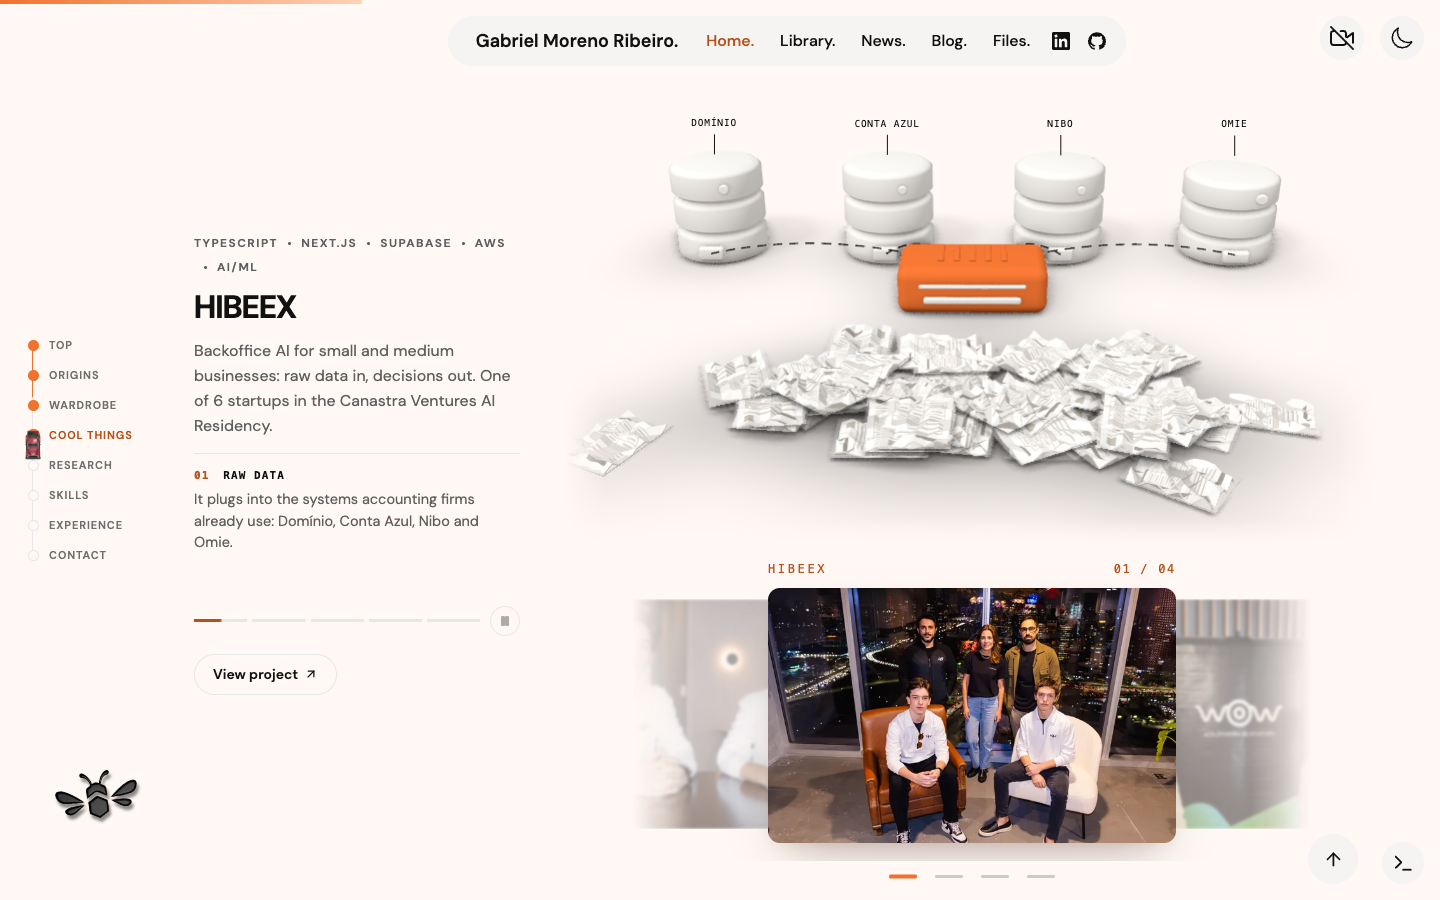 Gabriel Moreno Ribeiro. Home. Library. News. Blog. Files.
DOMÍNIO CONTA AZUL NIBO OMIE
TYPESCRIPT • NEXT.JS • SUPABASE • AWS
• AI/ML
HIBEEX
Backoffice AI for small and medium
businesses: raw data in, decisions out. One
of 6 startups in the Canastra Ventures AI
Residency.
01 RAW DATA
It plugs into the systems accounting firms
already use: Domínio, Conta Azul, Nibo and
Omie.
View project
TOP
ORIGINS
WARDROBE
COOL THINGS
RESEARCH
SKILLS
EXPERIENCE
CONTACT
HIBEEX 01 / 04
WOW